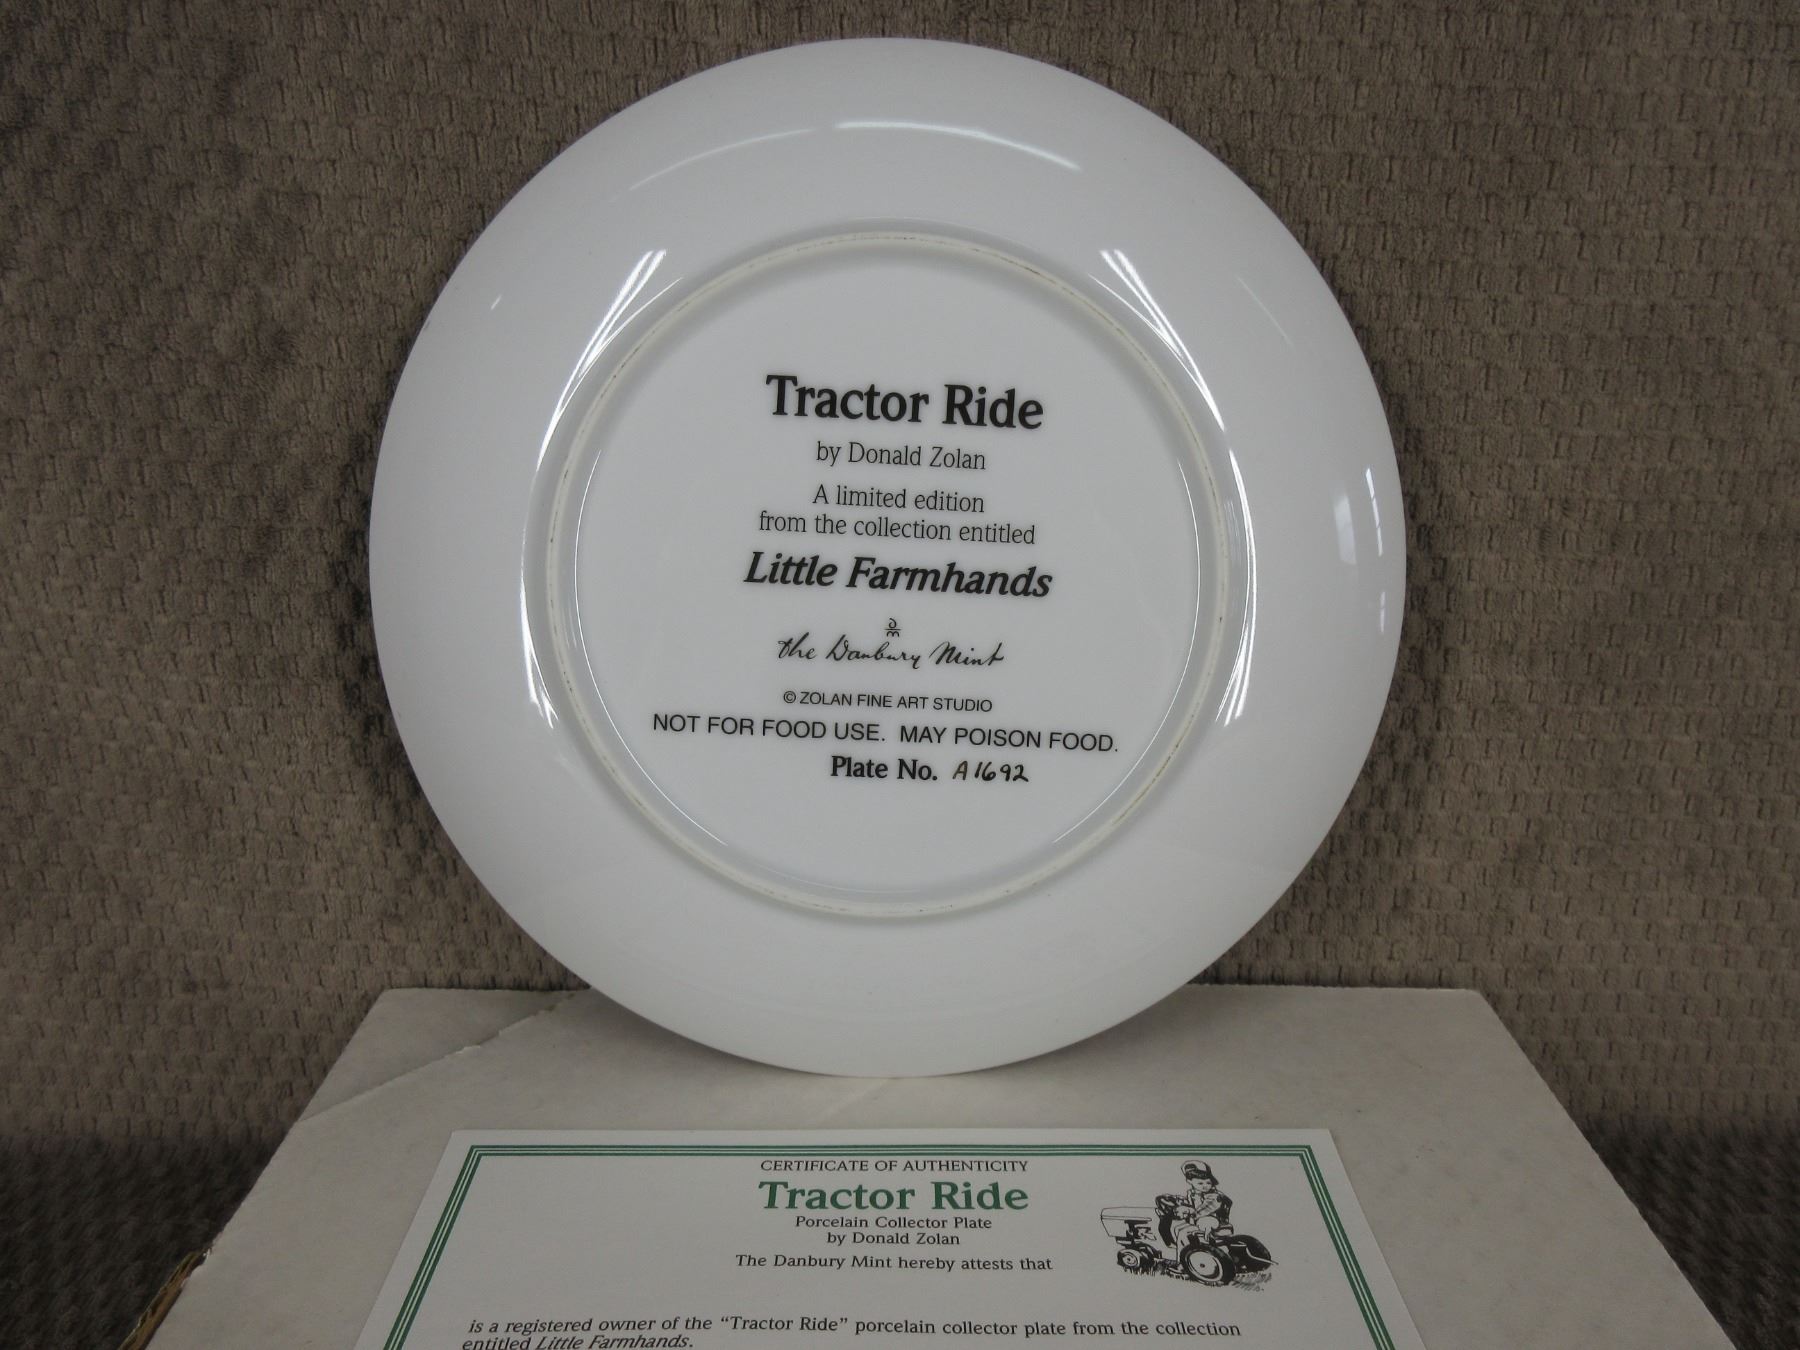 Tractor Ride
by Donald Zolan
A limited edition
from the collection entitled
Little Farmhands
the Danbury Mint
© ZOLAN FINE ART STUDIO
NOT FOR FOOD USE. MAY POISON FOOD.
Plate No. A1692
CERTIFICATE OF AUTHENTICITY
Tractor Ride
Porcelain Collector Plate
by Donald Zolan
The Danbury Mint hereby attests that
is a registered owner of the “Tractor Ride” porcelain collector plate from the collection
entitled Little Farmhands.